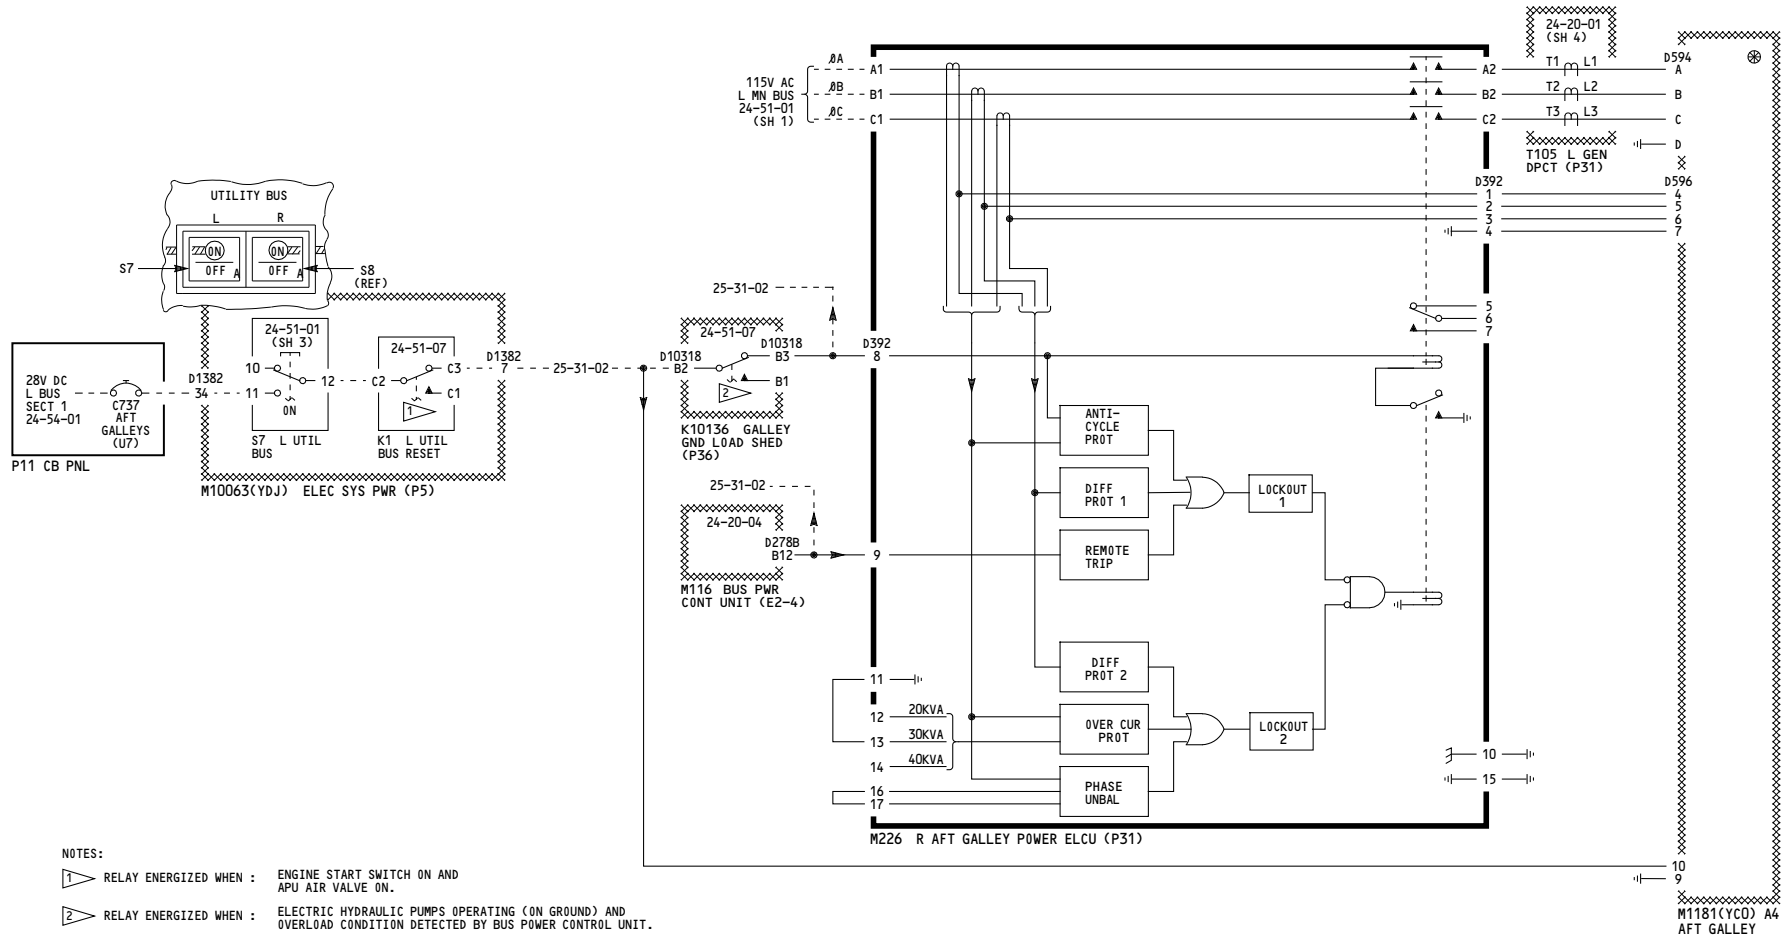 24-20-01
(SH 4)
D594
ØA
A1
A2
T1
L1
A
115V AC
L MN BUS
24-51-01
(SH 1)
ØB
B1
B2
T2
L2
B
ØC
C1
C2
T3
L3
C
D
T105 L GEN
DPCT (P31)
D392
D596
1
4
2
5
3
6
4
7
UTILITY BUS
L
R
ON
ON
OFF
A
OFF
A
S7
S8
(REF)
25-31-02
5
6
7
24-51-01
(SH 3)
24-51-07
24-51-07
10
12
C2
C3
D1382
7
25-31-02
D10318
B2
D10318
B3
B1
2
D392
8
28V DC
L BUS
SECT 1
24-54-01
C737
AFT
GALLEYS
(U7)
D1382
34
11
ON
C1
1
S7 L UTIL
BUS
K1 L UTIL
BUS RESET
K10136 GALLEY
GND LOAD SHED
(P36)
P11 CB PNL
M10063(YDJ) ELEC SYS PWR (P5)
ANTI-
CYCLE
PROT
25-31-02
DIFF
PROT 1
LOCKOUT
1
24-20-04
D278B
B12
9
REMOTE
TRIP
M116 BUS PWR
CONT UNIT (E2-4)
DIFF
PROT 2
11
12
20KVA
13
30KVA
14
40KVA
OVER CUR
PROT
LOCKOUT
2
10
15
16
17
PHASE
UNBAL
M226 R AFT GALLEY POWER ELCU (P31)
10
9
M1181(YCO) A4
AFT GALLEY
NOTES:
1 RELAY ENERGIZED WHEN : ENGINE START SWITCH ON AND
APU AIR VALVE ON.
2 RELAY ENERGIZED WHEN : ELECTRIC HYDRAULIC PUMPS OPERATING (ON GROUND) AND
OVERLOAD CONDITION DETECTED BY BUS POWER CONTROL UNIT.